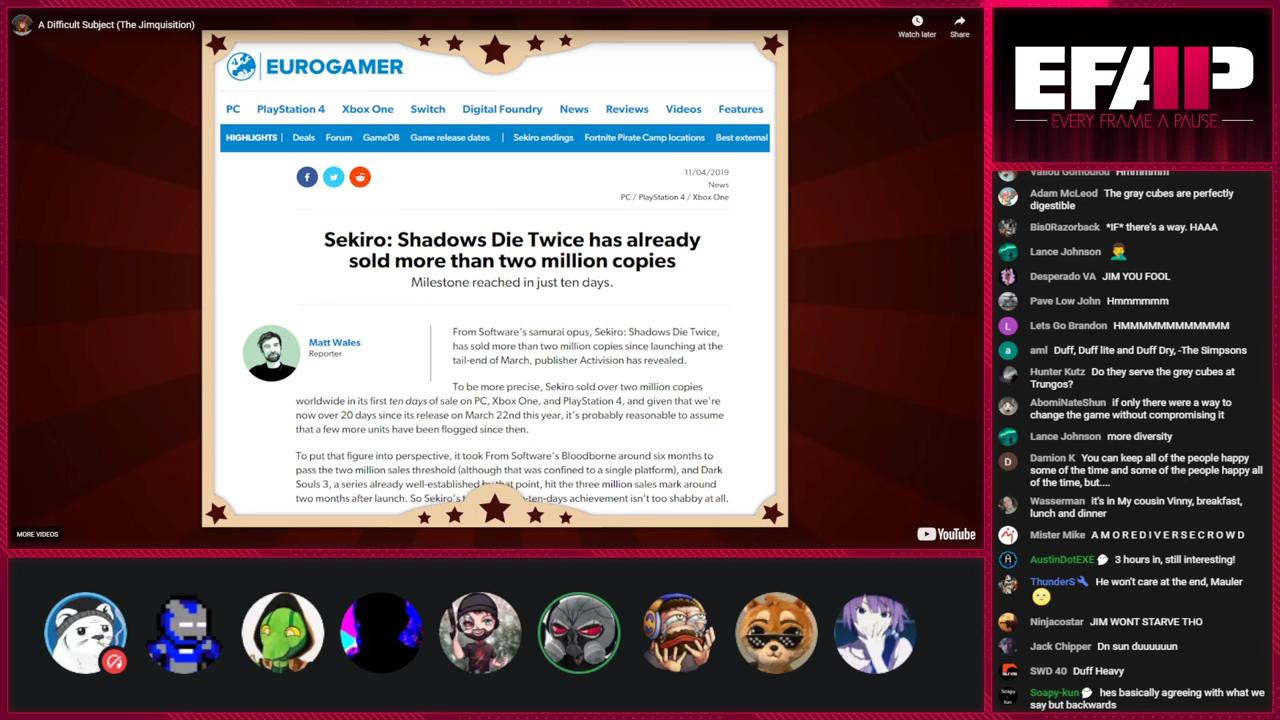 A Difficult Subject (The Jimquisition)
Watch later
Share
EUROGAMER
PC PlayStation 4 Xbox One Switch Digital Foundry News Reviews Videos Features
HIGHLIGHTS | Deals Forum GameDB Game release dates | Sekiro endings Fortnite Pirate Camp locations Best external
11/04/2019
News
PC / PlayStation 4 / Xbox One
Sekiro: Shadows Die Twice has already
sold more than two million copies
Milestone reached in just ten days.
Matt Wales
Reporter
From Software's samurai opus, Sekiro: Shadows Die Twice,
has sold more than two million copies since launching at the
tail-end of March, publisher Activision has revealed.
To be more precise, Sekiro sold over two million copies
worldwide in its first ten days of sale on PC, Xbox One, and PlayStation 4, and given that we're
now over 20 days since its release on March 22nd this year, it's probably reasonable to assume
that a few more units have been flogged since then.
To put that figure into perspective, it took From Software's Bloodborne around six months to
pass the two million sales threshold (although that was confined to a single platform), and Dark
Souls 3, a series already well-established by that point, hit the three million sales mark around
two months after launch. So Sekiro's -ten-days achievement isn't too shabby at all.
MORE VIDEOS
YouTube
EFAP
EVERY FRAME A PAUSE
Vallou Gomoulou Hmmmmm
Adam McLeod The gray cubes are perfectly
digestible
Bis0Razorback *IF* there's a way. HAAA
Lance Johnson 🤦‍♂️
Desperado VA JIM YOU FOOL
Pave Low John Hmmmmmm
L Lets Go Brandon HMMMMMMMMMMMM
a aml Duff, Duff lite and Duff Dry, -The Simpsons
Hunter Kutz Do they serve the grey cubes at
Trungos?
AbomiNateShun if only there were a way to
change the game without compromising it
Lance Johnson more diversity
D Damion K You can keep all of the people happy
some of the time and some of the people happy all
of the time, but....
Wasserman it's in My cousin Vinny, breakfast,
lunch and dinner
Mister Mike A M O R E D I V E R S E C R O W D
AustinDotEXE 3 hours in, still interesting!
ThunderS He won't care at the end, Mauler
🌝
Ninjacostar JIM WONT STARVE THO
Jack Chipper Dn sun duuuuuun
SWD 40 Duff Heavy
Soapy-kun hes basically agreeing with what we
say but backwards